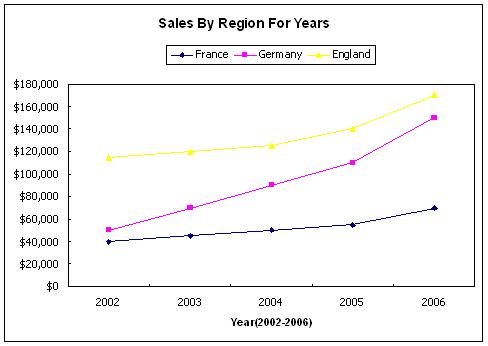 Sales By Region For Years
France Germany England
$180,000
$160,000
$140,000
$120,000
$100,000
$80,000
$60,000
$40,000
$20,000
$0
2002 2003 2004 2005 2006
Year(2002-2006)